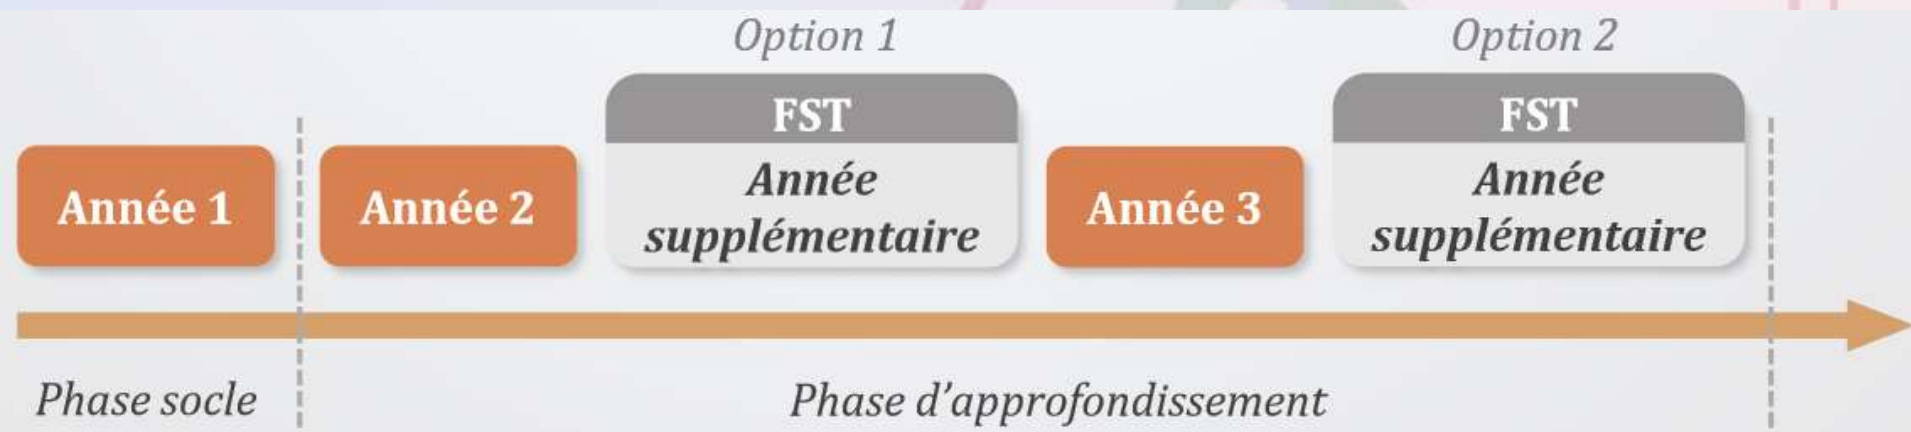 Option 1
Option 2
FST
FST
Année 1
Année 2
Année
supplémentaire
Année 3
Année
supplémentaire
Phase socle
Phase d'approfondissement